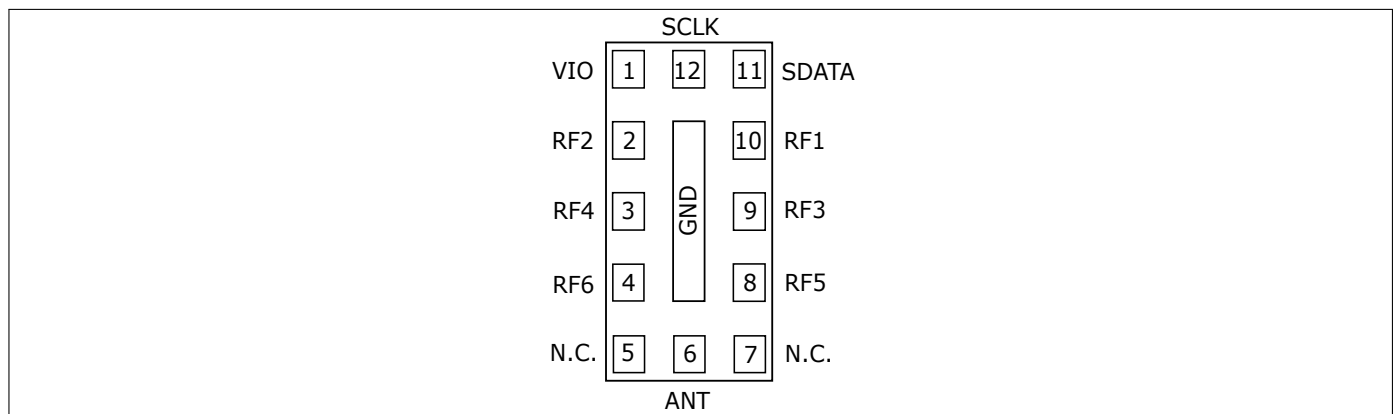 SCLK
VIO 1 12 11 SDATA
RF2 2 10 RF1
RF4 3 GND 9 RF3
RF6 4 8 RF5
N.C. 5 6 7 N.C.
ANT